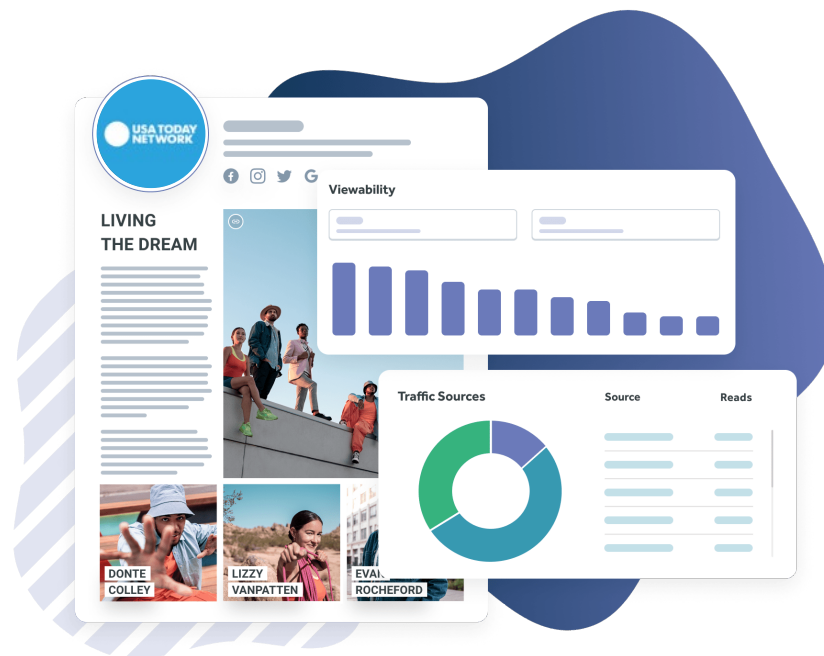 USA TODAY
NETWORK
LIVING
THE DREAM
Viewability
Traffic Sources
Source
Reads
DONTE
COLLEY
LIZZY
VANPATTEN
ROCHEFORD